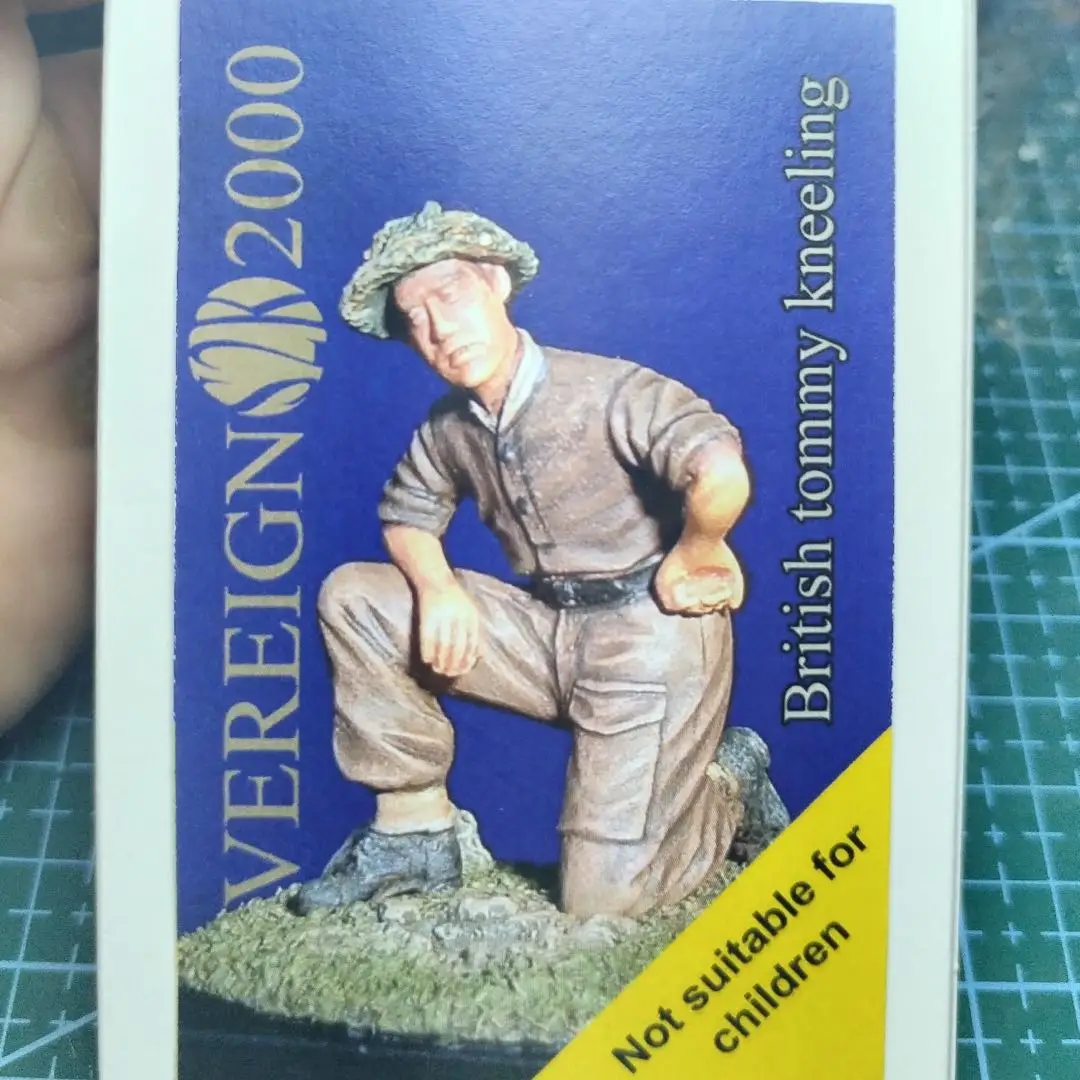 VEREIGN 2000
British tommy kneeling
Not suitable for
children